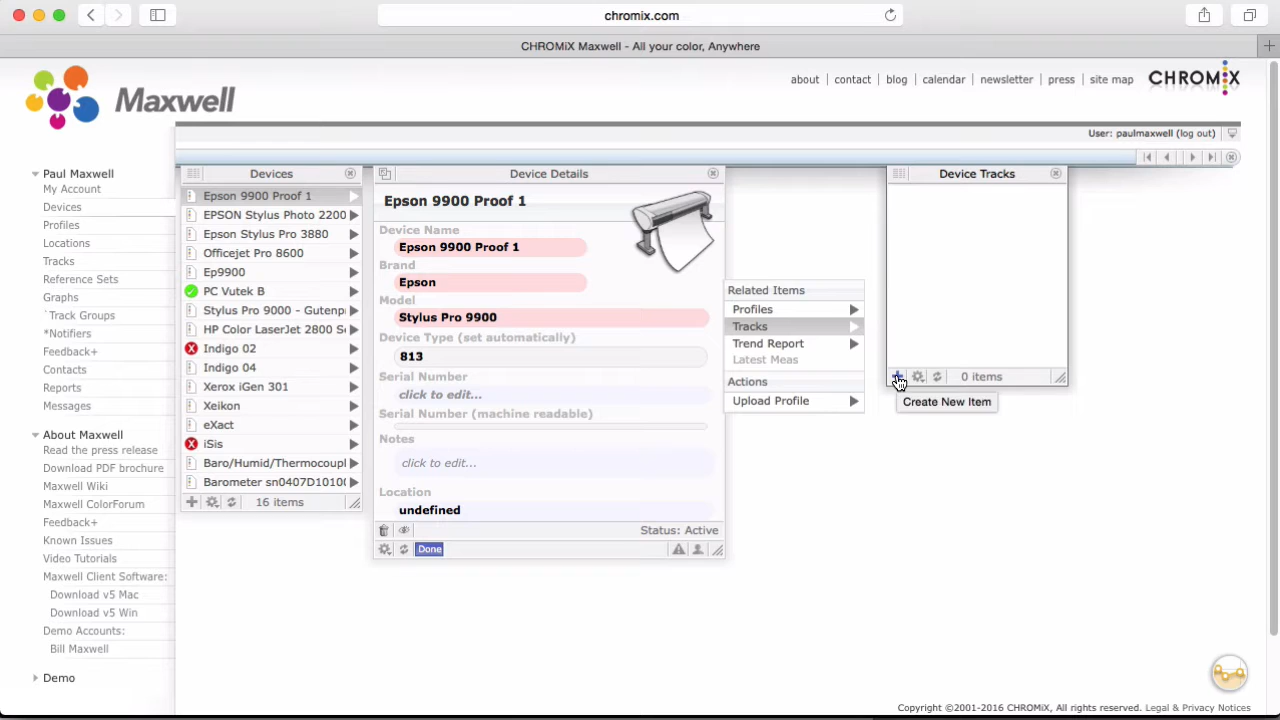 chromix.com
CHROMiX Maxwell - All your color, Anywhere
Maxwell
about | contact | blog | calendar | newsletter | press | site map
CHROMiX
User: paulmaxwell (log out)
Paul Maxwell
My Account
Devices
Profiles
Locations
Tracks
Reference Sets
Graphs
`Track Groups
*Notifiers
Feedback+
Contacts
Reports
Messages
About Maxwell
Read the press release
Download PDF brochure
Maxwell Wiki
Maxwell ColorForum
Feedback+
Known Issues
Video Tutorials
Maxwell Client Software:
Download v5 Mac
Download v5 Win
Demo Accounts:
Bill Maxwell
Demo
Devices
Epson 9900 Proof 1
EPSON Stylus Photo 2200
Epson Stylus Pro 3880
Officejet Pro 8600
Ep9900
PC Vutek B
Stylus Pro 9000 - Gutenp
HP Color LaserJet 2800 S
Indigo 02
Indigo 04
Xerox iGen 301
Xeikon
eXact
iSis
Baro/Humid/Thermocoupl
Barometer sn0407D1010
16 items
Device Details
Epson 9900 Proof 1
Device Name
Epson 9900 Proof 1
Brand
Epson
Model
Stylus Pro 9900
Device Type (set automatically)
813
Serial Number
click to edit...
Serial Number (machine readable)
Notes
click to edit...
Location
undefined
Status: Active
Done
Related Items
Profiles
Tracks
Trend Report
Latest Meas
Actions
Upload Profile
Device Tracks
0 items
Create New Item
Copyright ©2001-2016 CHROMiX, All rights reserved. Legal & Privacy Notices